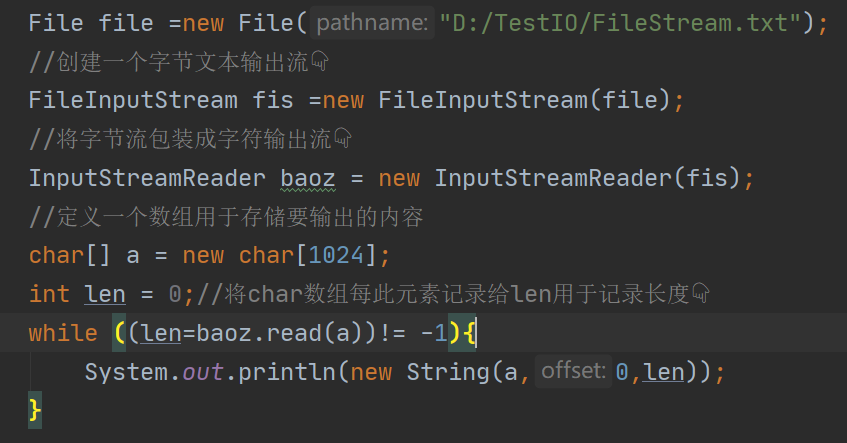 File file =new File( pathname: "D:/TestIO/FileStream.txt");
//创建一个字节文本输出流👇
FileInputStream fis =new FileInputStream(file);
//将字节流包装成字符输出流👇
InputStreamReader baoz = new InputStreamReader(fis);
//定义一个数组用于存储要输出的内容
char[] a = new char[1024];
int len = 0;//将char数组每此元素记录给len用于记录长度👇
while ((len=baoz.read(a))!= -1){
System.out.println(new String(a, offset: 0,len));
}